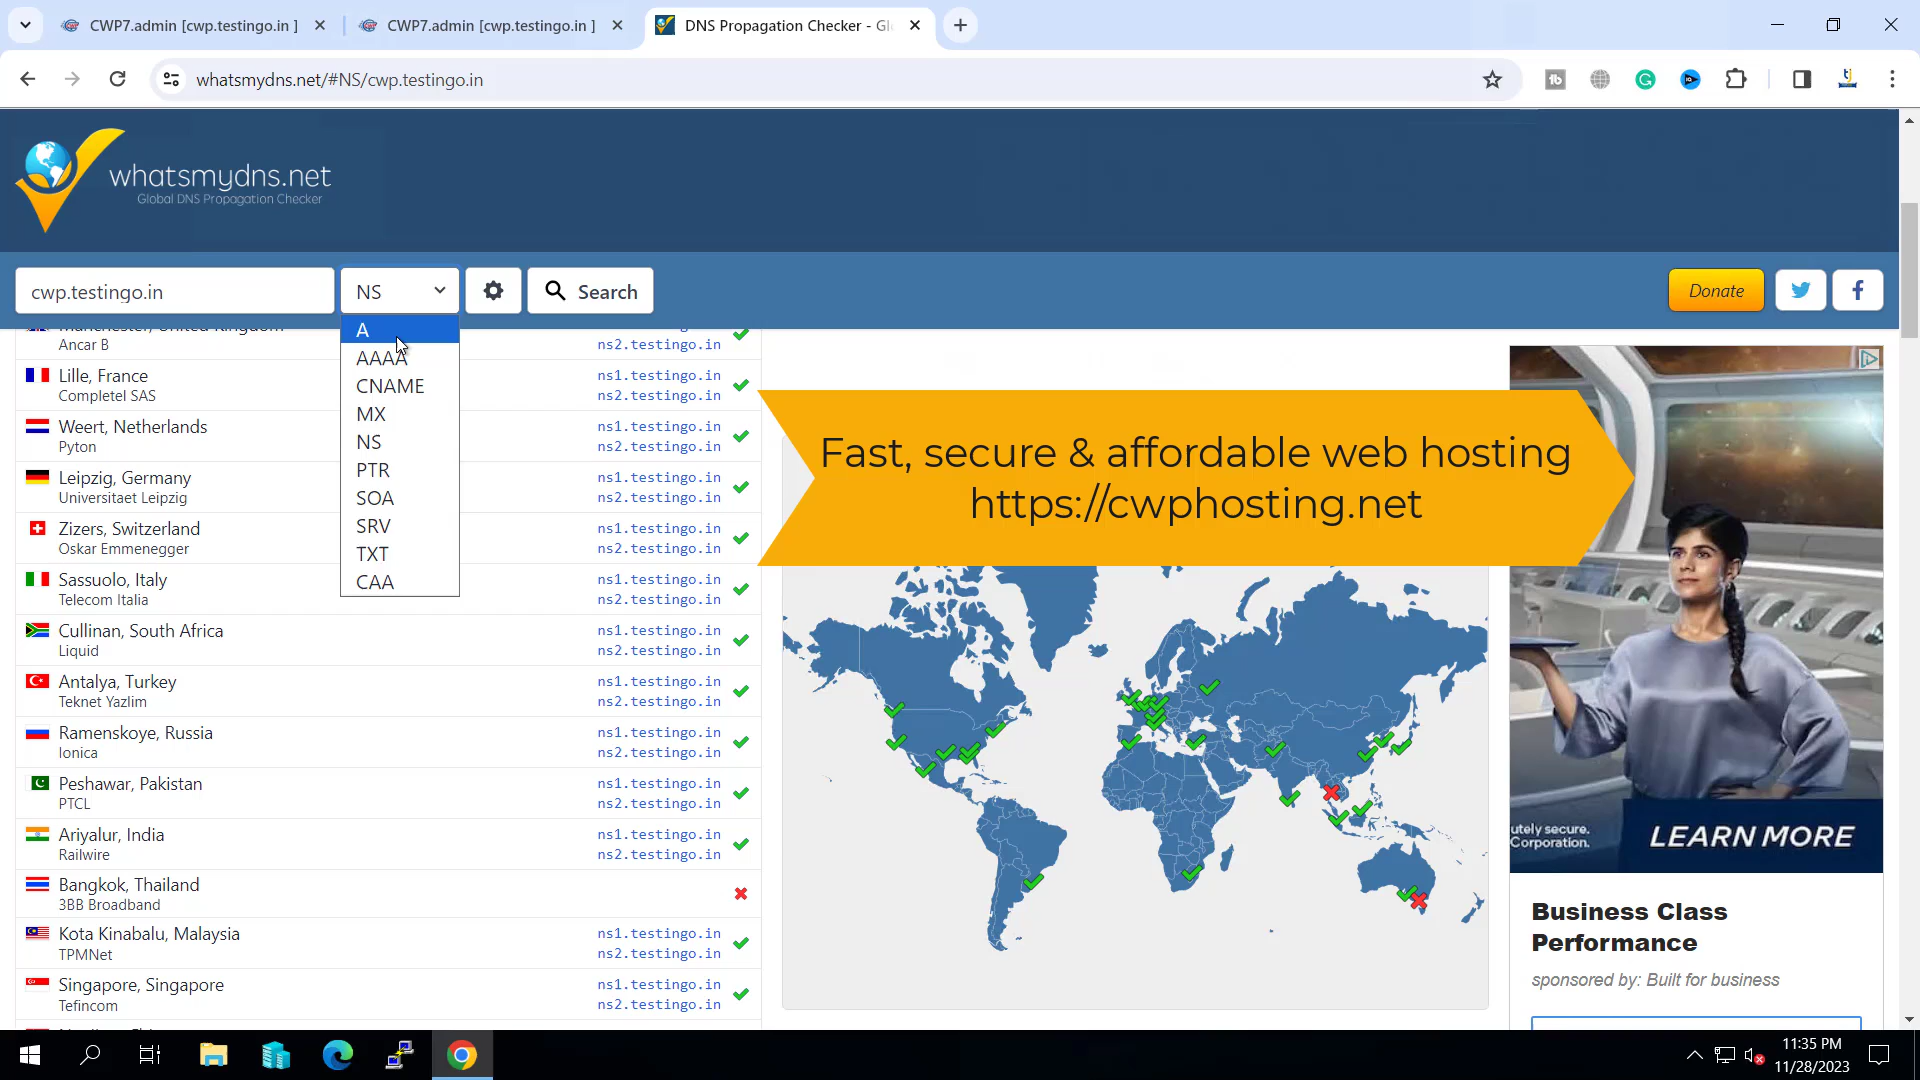 CWP7.admin [cwp.testingo.in ]
CWP7.admin [cwp.testingo.in ]
DNS Propagation Checker - Gl
whatsmydns.net/#NS/cwp.testingo.in
whatsmydns.net
Global DNS Propagation Checker
cwp.testingo.in
NS
Search
Donate
A
AAAA
CNAME
MX
NS
PTR
SOA
SRV
TXT
CAA
Manchester, United Kingdom
Ancar B
ns2.testingo.in
Lille, France
Completel SAS
ns1.testingo.in
ns2.testingo.in
Weert, Netherlands
Pyton
ns1.testingo.in
ns2.testingo.in
Leipzig, Germany
Universitaet Leipzig
ns1.testingo.in
ns2.testingo.in
Zizers, Switzerland
Oskar Emmenegger
ns1.testingo.in
ns2.testingo.in
Sassuolo, Italy
Telecom Italia
ns1.testingo.in
ns2.testingo.in
Cullinan, South Africa
Liquid
ns1.testingo.in
ns2.testingo.in
Antalya, Turkey
Teknet Yazlim
ns1.testingo.in
ns2.testingo.in
Ramenskoye, Russia
Ionica
ns1.testingo.in
ns2.testingo.in
Peshawar, Pakistan
PTCL
ns1.testingo.in
ns2.testingo.in
Ariyalur, India
Railwire
ns1.testingo.in
ns2.testingo.in
Bangkok, Thailand
3BB Broadband
Kota Kinabalu, Malaysia
TPMNet
ns1.testingo.in
ns2.testingo.in
Singapore, Singapore
Tefincom
ns1.testingo.in
ns2.testingo.in
Fast, secure & affordable web hosting
https://cwphosting.net
utely secure.
Corporation.
LEARN MORE
Business Class
Performance
sponsored by: Built for business
11:35 PM
11/28/2023